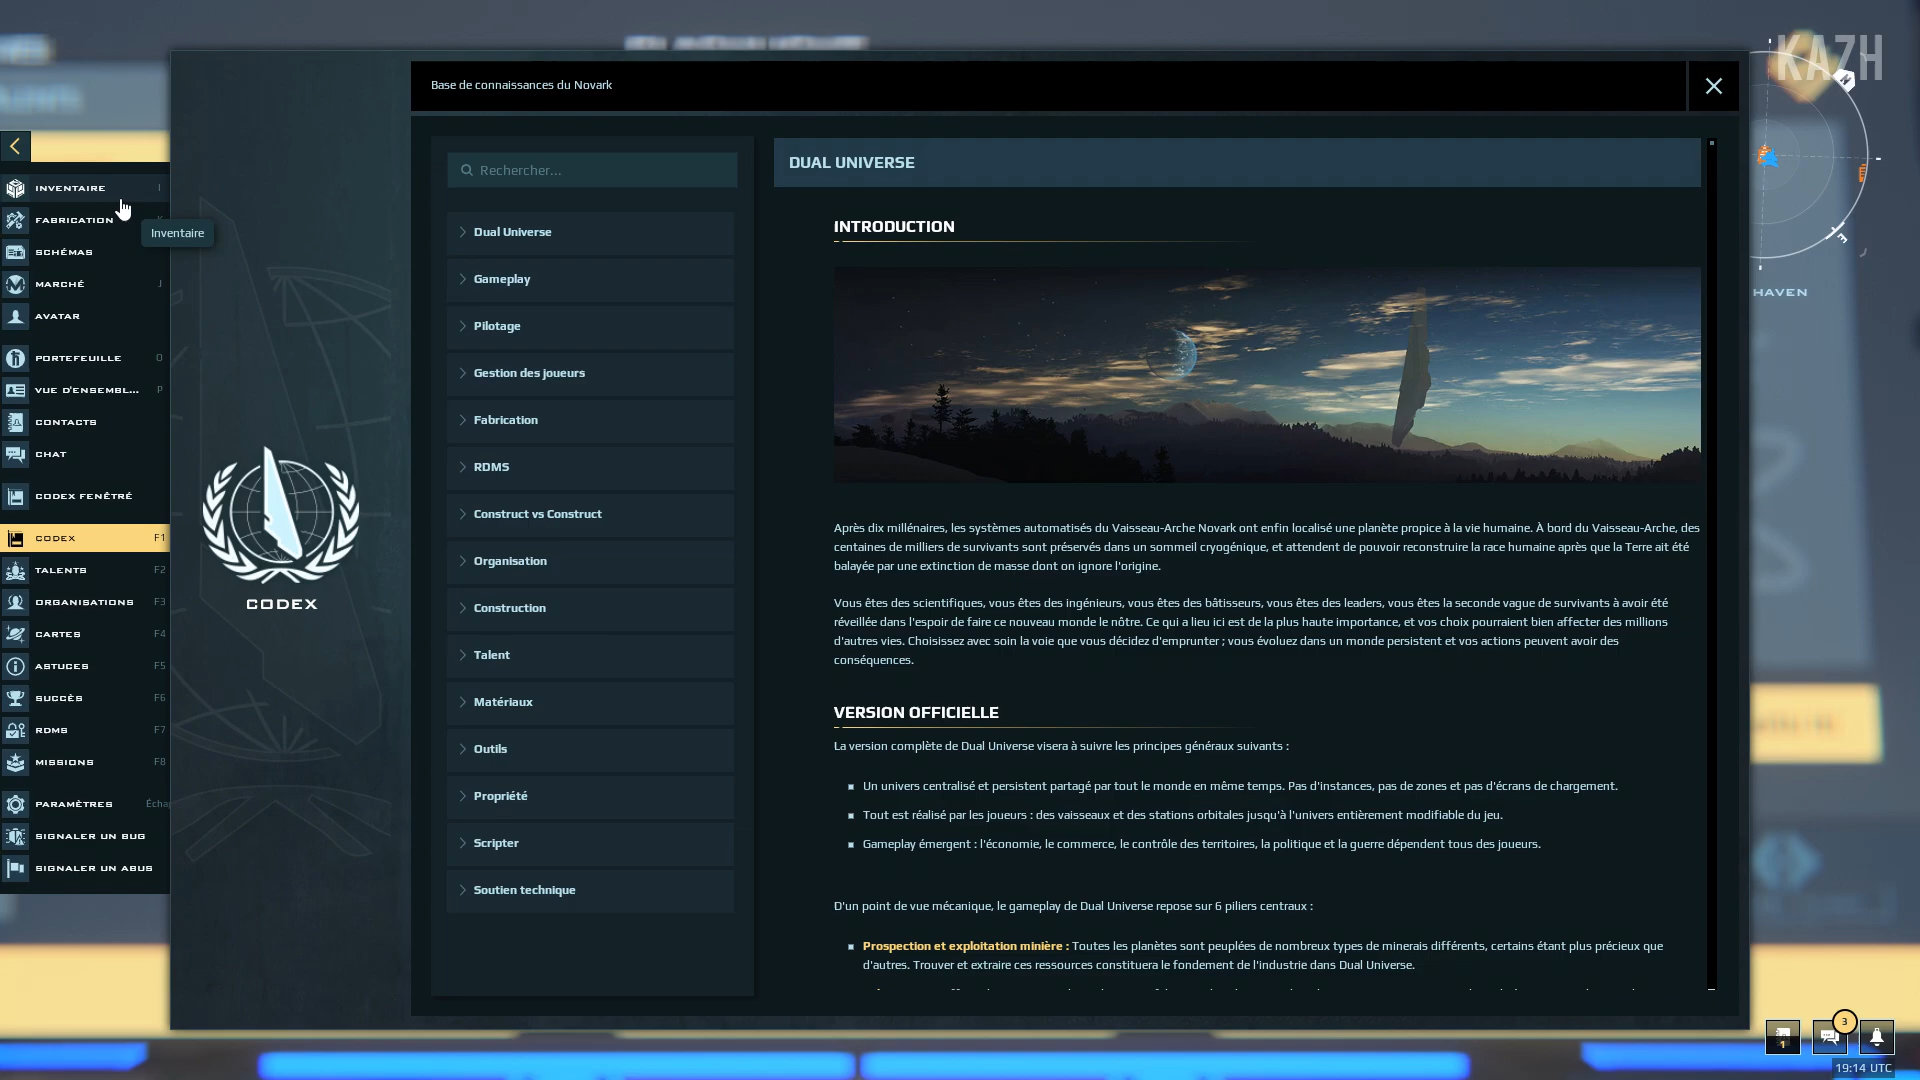 KAZH
Base de connaissances du Novark
INVENTAIRE I
FABRICATION K
Inventaire
SCHÉMAS
MARCHÉ J
AVATAR
PORTEFEUILLE O
VUE D'ENSEMBL... P
CONTACTS
CHAT
CODEX FENÊTRÉ
CODEX F1
TALENTS F2
ORGANISATIONS F3
CARTES F4
ASTUCES F5
SUCCÈS F6
RDMS F7
MISSIONS F8
PARAMÈTRES Écha
SIGNALER UN BUG
SIGNALER UN ABUS
CODEX
Rechercher...
Dual Universe
Gameplay
Pilotage
Gestion des joueurs
Fabrication
RDMS
Construct vs Construct
Organisation
Construction
Talent
Matériaux
Outils
Propriété
Scripter
Soutien technique
DUAL UNIVERSE
INTRODUCTION
Après dix millénaires, les systèmes automatisés du Vaisseau-Arche Novark ont enfin localisé une planète propice à la vie humaine. À bord du Vaisseau-Arche, des
centaines de milliers de survivants sont préservés dans un sommeil cryogénique, et attendent de pouvoir reconstruire la race humaine après que la Terre ait été
balayée par une extinction de masse dont on ignore l'origine.
Vous êtes des scientifiques, vous êtes des ingénieurs, vous êtes des bâtisseurs, vous êtes des leaders, vous êtes la seconde vague de survivants à avoir été
réveillée dans l'espoir de faire ce nouveau monde le nôtre. Ce qui a lieu ici est de la plus haute importance, et vos choix pourraient bien affecter des millions
d'autres vies. Choisissez avec soin la voie que vous décidez d'emprunter ; vous évoluez dans un monde persistent et vos actions peuvent avoir des
conséquences.
VERSION OFFICIELLE
La version complète de Dual Universe visera à suivre les principes généraux suivants :
Un univers centralisé et persistent partagé par tout le monde en même temps. Pas d'instances, pas de zones et pas d'écrans de chargement.
Tout est réalisé par les joueurs : des vaisseaux et des stations orbitales jusqu'à l'univers entièrement modifiable du jeu.
Gameplay émergent : l'économie, le commerce, le contrôle des territoires, la politique et la guerre dépendent tous des joueurs.
D'un point de vue mécanique, le gameplay de Dual Universe repose sur 6 piliers centraux :
Prospection et exploitation minière : Toutes les planètes sont peuplées de nombreux types de minerais différents, certains étant plus précieux que
d'autres. Trouver et extraire ces ressources constituera le fondement de l'industrie dans Dual Universe.
N
E
HAVEN
1
3
19:14 UTC